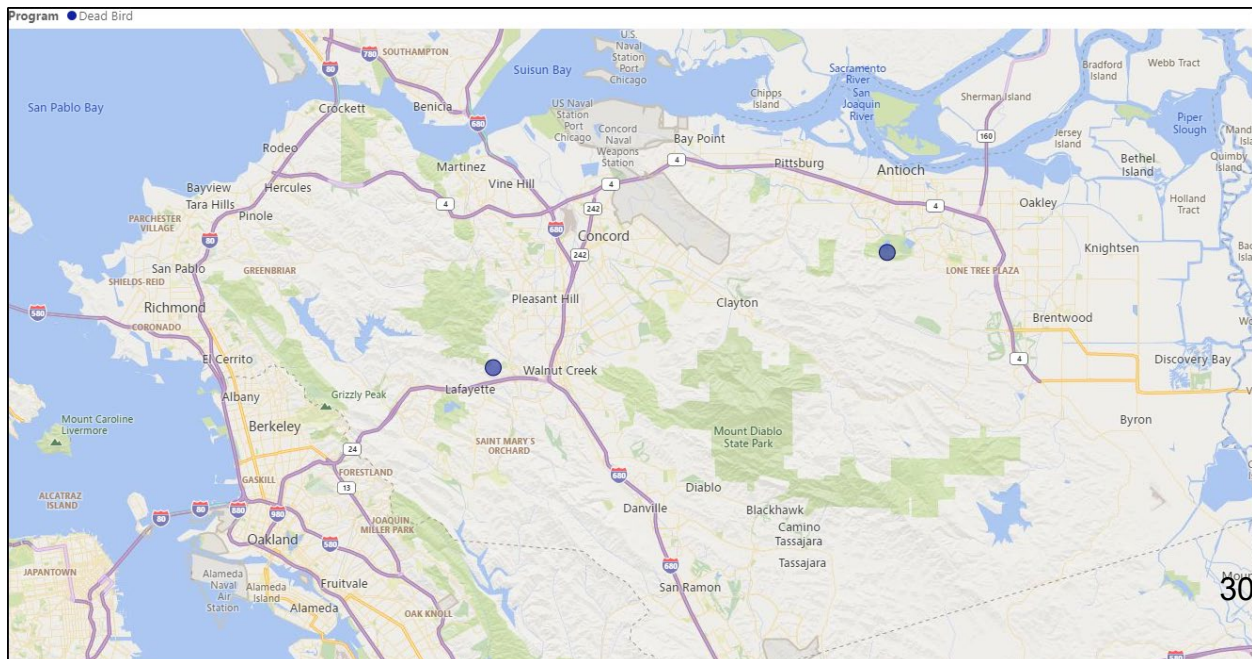 Program Dead Bird
780
SOUTHAMPTON
80
U.S.
Naval
Station
Port
Chicago
Suisun Bay
Sacramento
River
San
Joaquin
River
Bradford
Island
Webb Tract
San Pablo Bay
Crockett
Benicia
680
US Naval
Station
Port
Chicago
Chipps
Island
Sherman Island
Concord
Naval
Weapons
Station
Bay Point
160
Jersey
Island
Piper
Slough
Rodeo
Martinez
Vine Hill
4
Pittsburg
Antioch
Bethel
Island
Quimby
Bayview
Tara Hills
Hercules
4
4
242
4
Oakley
Holland
Tract
PARCHESTER
VILLAGE
Pinole
80
680
Concord
242
Knightsen
San Pablo
GREENBRIAR
LONE TREE PLAZA
SHIELDS-REID
Richmond
Pleasant Hill
Clayton
580
CORONADO
Brentwood
El Cerrito
Walnut Creek
4
Discovery Bay
Albany
Grizzly Peak
Lafayette
Mount Caroline
Livermore
Berkeley
Byron
Mount Diablo
State Park
SAINT MARY'S
ORCHARD
24
GASKILL
FORESTLAND
680
13
Diablo
ALCATRAZ
ISLAND
80
80
880
980
Danville
Blackhawk
JOAQUIN
MILLER PARK
Camino
Tassajara
Oakland
580
Tassajara
JAPANTOWN
Alameda
Naval
Air
Station
Alameda
Island
Fruitvale
680
San Ramon
30
Alameda
OAK KNOLL
580